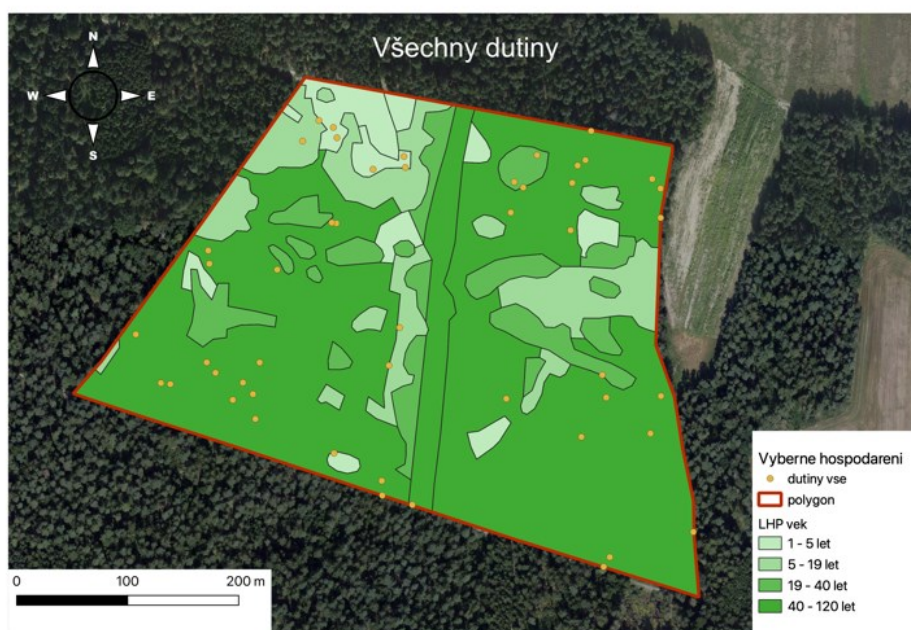 Všechny dutiny
N
W
E
S
Vyberne hospodareni
dutiny vse
polygon
LHP vek
1 - 5 let
5 - 19 let
19 - 40 let
40 - 120 let
0
100
200 m